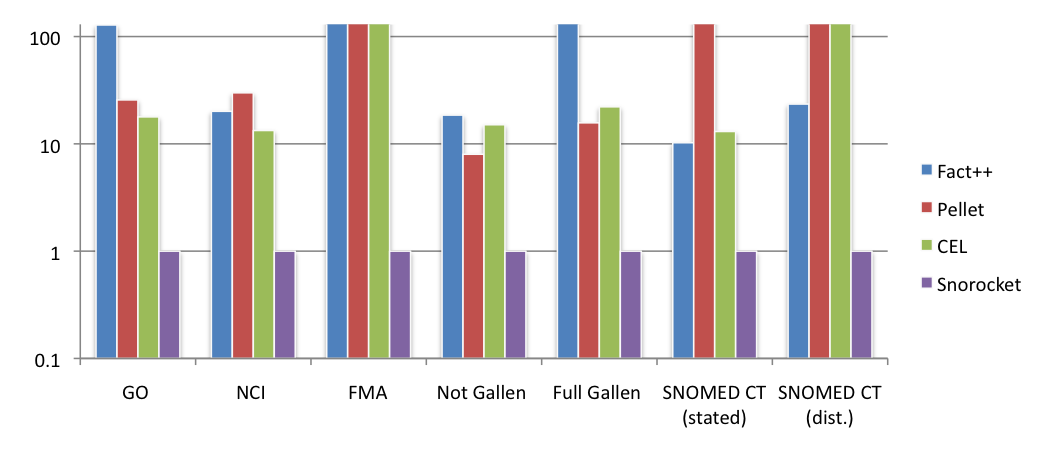 100
10
1
0.1
GO
NCI
FMA
Not Gallen
Full Gallen
SNOMED CT
(stated)
SNOMED CT
(dist.)
Fact++
Pellet
CEL
Snorocket